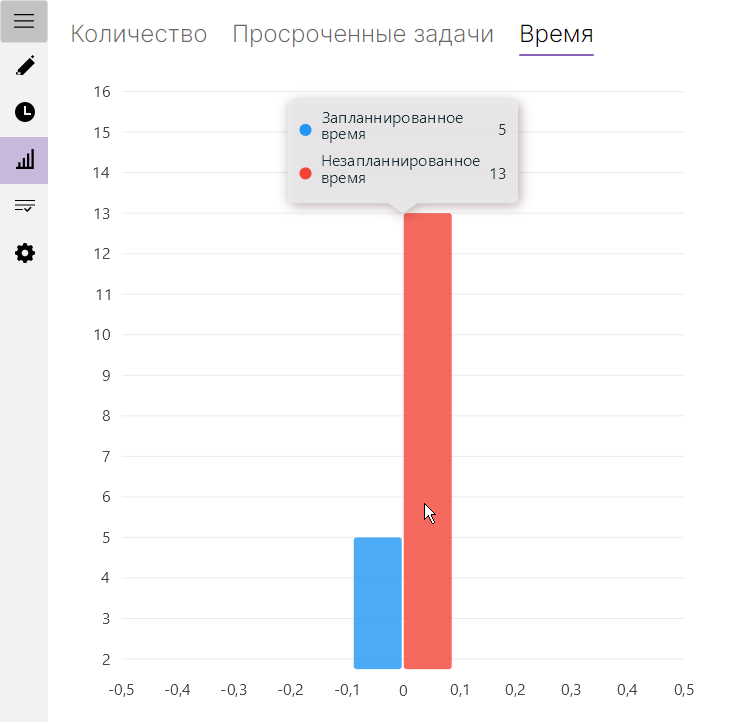 Количество Просроченные задачи Время
16
Запланнированное
время 5
15
Незапланнированное
время 13
14
13
12
11
10
9
8
7
6
5
4
3
2
-0,5 -0,4 -0,3 -0,2 -0,1 0 0,1 0,2 0,3 0,4 0,5